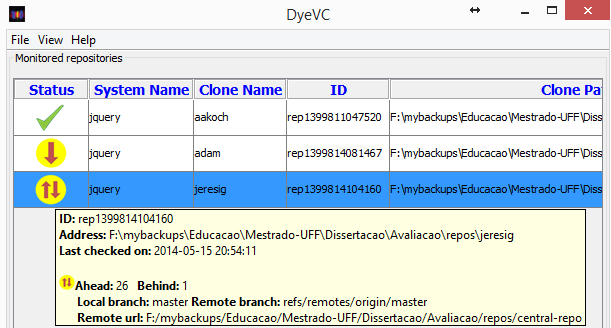 DyeVC
File View Help
Monitored repositories
Status System Name Clone Name ID Clone Pa
jquery aakoch rep1399811047520 F:\mybackups\Educacao\Mestrado-UFF\Diss
jquery adam rep1399814081467 F:\mybackups\Educacao\Mestrado-UFF\Diss
jquery jeresig rep1399814104160 F:\mybackups\Educacao\Mestrado-UFF\Diss
ID: rep1399814104160
Address: F:\mybackups\Educacao\Mestrado-UFF\Dissertacao\Avaliacao\repos\jeresig
Last checked on: 2014-05-15 20:54:11
Ahead: 26 Behind: 1
Local branch: master Remote branch: refs/remotes/origin/master
Remote url: F:/mybackups/Educacao/Mestrado-UFF/Dissertacao/Avaliacao/repos/central-repo